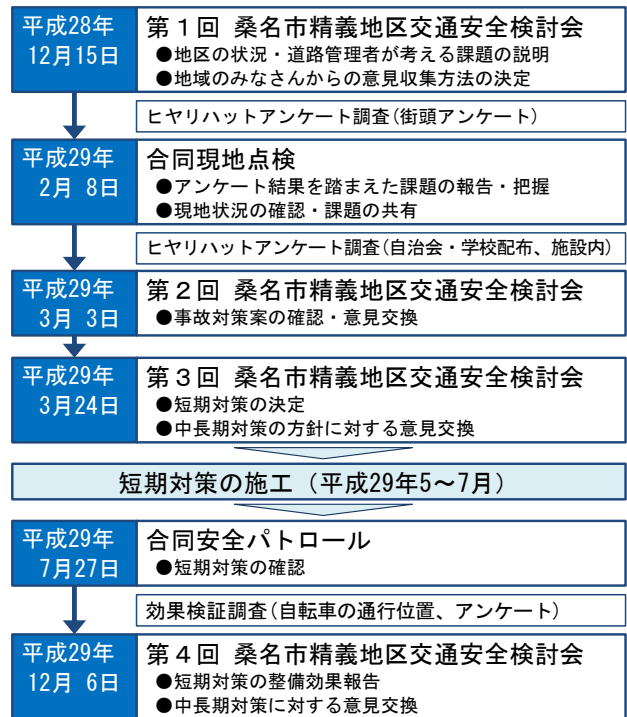 平成28年
12月15日
第１回 桑名市精義地区交通安全検討会
●地区の状況・道路管理者が考える課題の説明
●地域のみなさんからの意見収集方法の決定
ヒヤリハットアンケート調査(街頭アンケート)
平成29年
2月 8日
合同現地点検
●アンケート結果を踏まえた課題の報告・把握
●現地状況の確認・課題の共有
ヒヤリハットアンケート調査(自治会・学校配布、施設内)
平成29年
3月 3日
第２回 桑名市精義地区交通安全検討会
●事故対策案の確認・意見交換
平成29年
3月24日
第３回 桑名市精義地区交通安全検討会
●短期対策の決定
●中長期対策の方針に対する意見交換
短期対策の施工（平成29年5～7月）
平成29年
7月27日
合同安全パトロール
●短期対策の確認
効果検証調査(自転車の通行位置、アンケート)
平成29年
12月 6日
第４回 桑名市精義地区交通安全検討会
●短期対策の整備効果報告
●中長期対策に対する意見交換